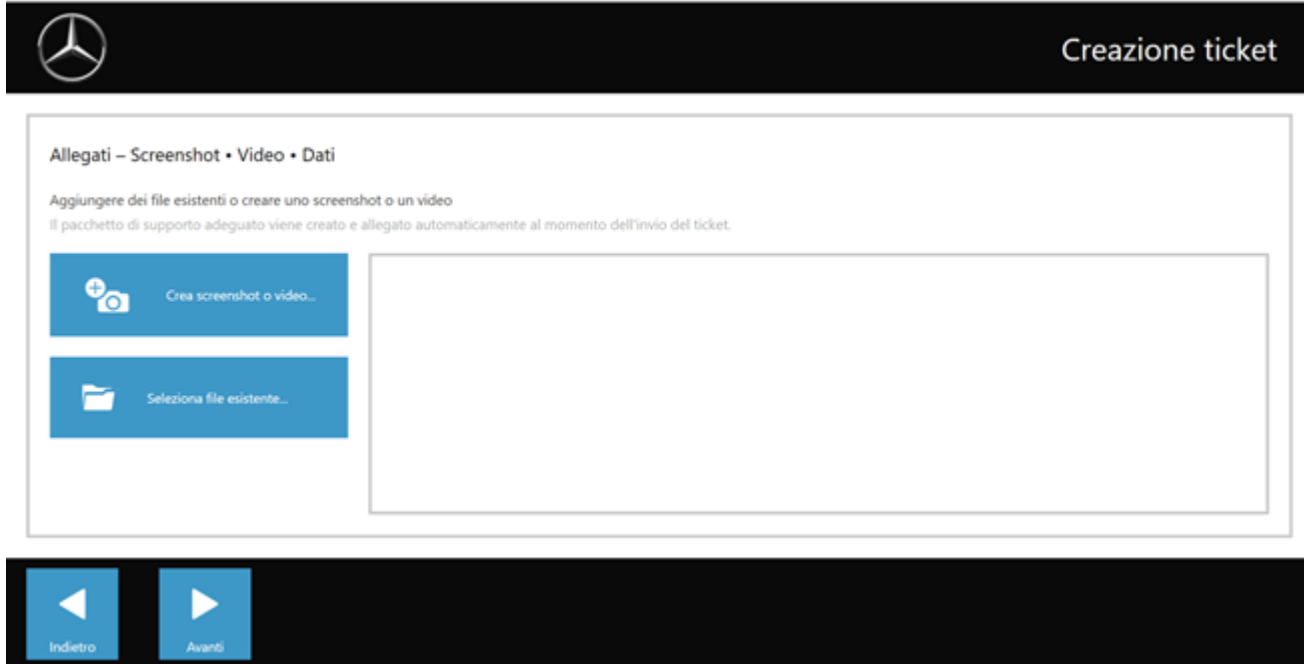 Creazione ticket
Allegati – Screenshot • Video • Dati
Aggiungere dei file esistenti o creare uno screenshot o un video
Il pacchetto di supporto adeguato viene creato e allegato automaticamente al momento dell'invio del ticket.
Crea screenshot o video...
Seleziona file esistente...
Indietro
Avanti